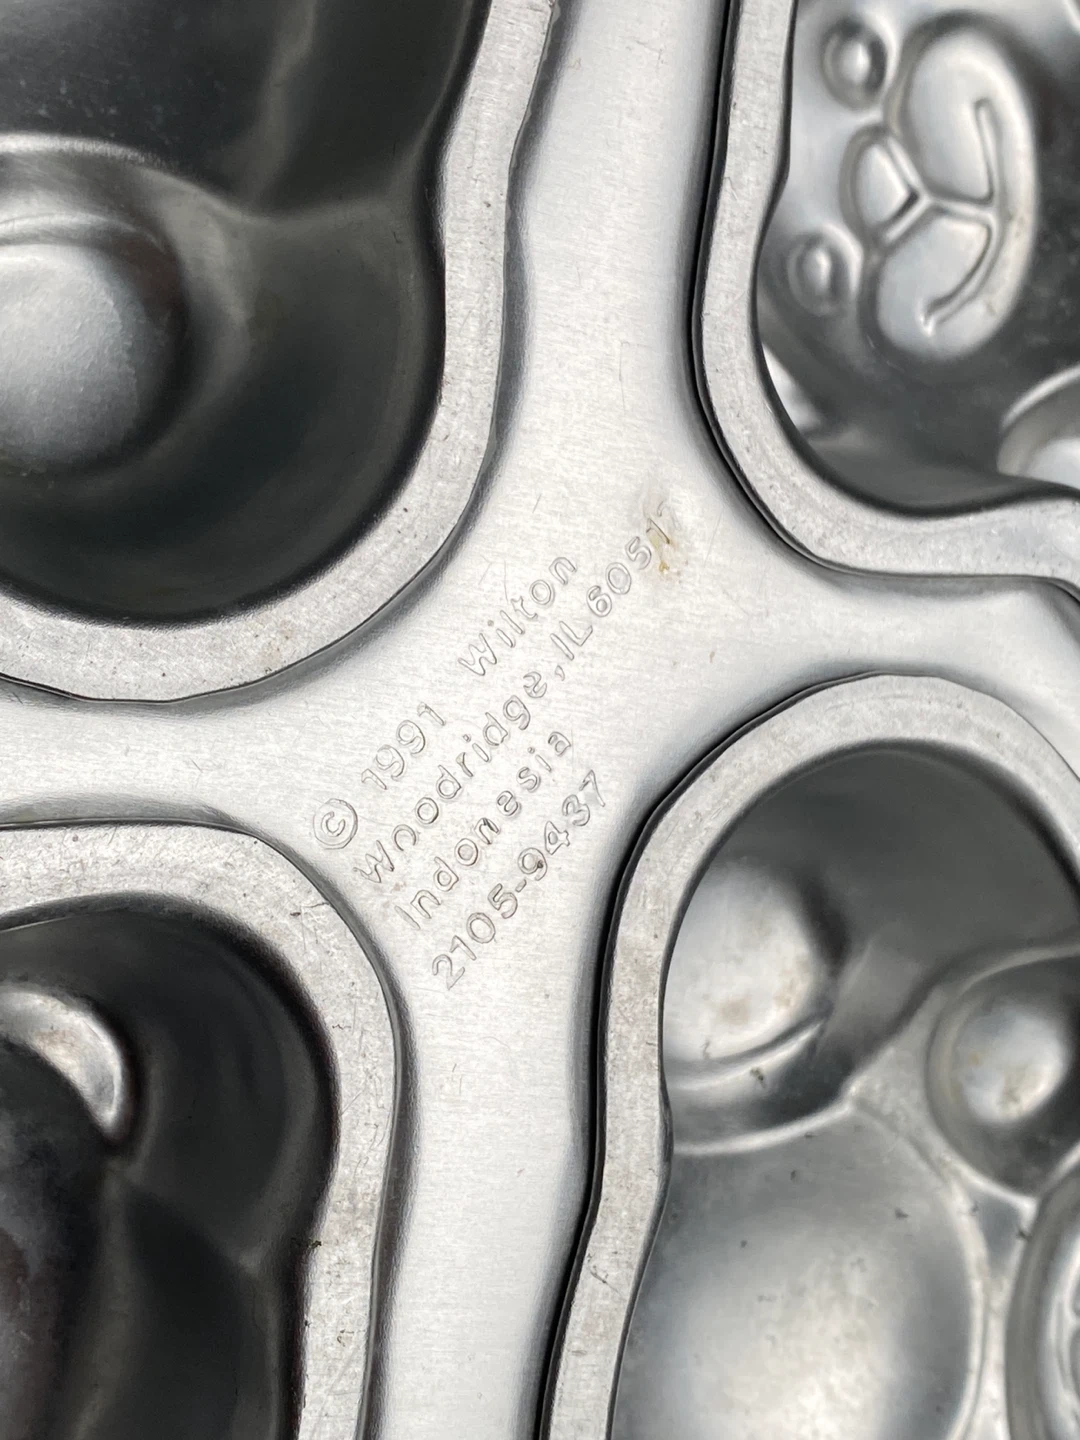 © 1991 Wilton
Woodridge, IL 60517
Indonesia
2105-9437